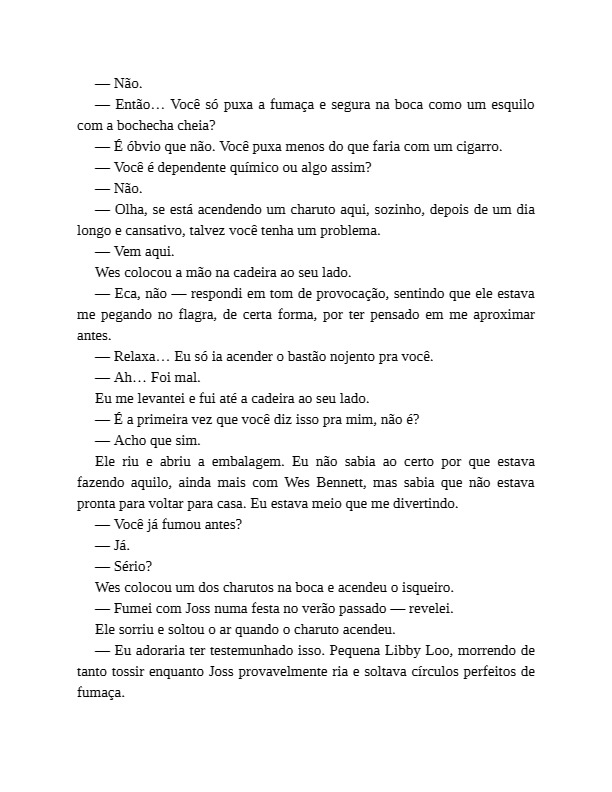 — Não.
— Então… Você só puxa a fumaça e segura na boca como um esquilo
com a bochecha cheia?
— É óbvio que não. Você puxa menos do que faria com um cigarro.
— Você é dependente químico ou algo assim?
— Não.
— Olha, se está acendendo um charuto aqui, sozinho, depois de um dia
longo e cansativo, talvez você tenha um problema.
— Vem aqui.
Wes colocou a mão na cadeira ao seu lado.
— Eca, não — respondi em tom de provocação, sentindo que ele estava
me pegando no flagra, de certa forma, por ter pensado em me aproximar
antes.
— Relaxa… Eu só ia acender o bastão nojento pra você.
— Ah… Foi mal.
Eu me levantei e fui até a cadeira ao seu lado.
— É a primeira vez que você diz isso pra mim, não é?
— Acho que sim.
Ele riu e abriu a embalagem. Eu não sabia ao certo por que estava
fazendo aquilo, ainda mais com Wes Bennett, mas sabia que não estava
pronta para voltar para casa. Eu estava meio que me divertindo.
— Você já fumou antes?
— Já.
— Sério?
Wes colocou um dos charutos na boca e acendeu o isqueiro.
— Fumei com Joss numa festa no verão passado — revelei.
Ele sorriu e soltou o ar quando o charuto acendeu.
— Eu adoraria ter testemunhado isso. Pequena Libby Loo, morrendo de
tanto tossir enquanto Joss provavelmente ria e soltava círculos perfeitos de
fumaça.